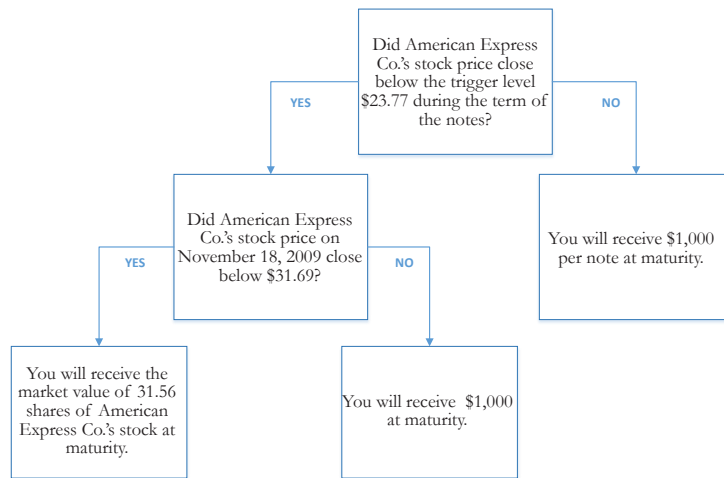 Did American Express
Co.'s stock price close
below the trigger level
$23.77 during the term of
the notes?
YES
NO
Did American Express
Co.'s stock price on
November 18, 2009 close
below $31.69?
You will receive $1,000
per note at maturity.
YES
NO
You will receive the
market value of 31.56
shares of American
Express Co.'s stock at
maturity.
You will receive $1,000
at maturity.